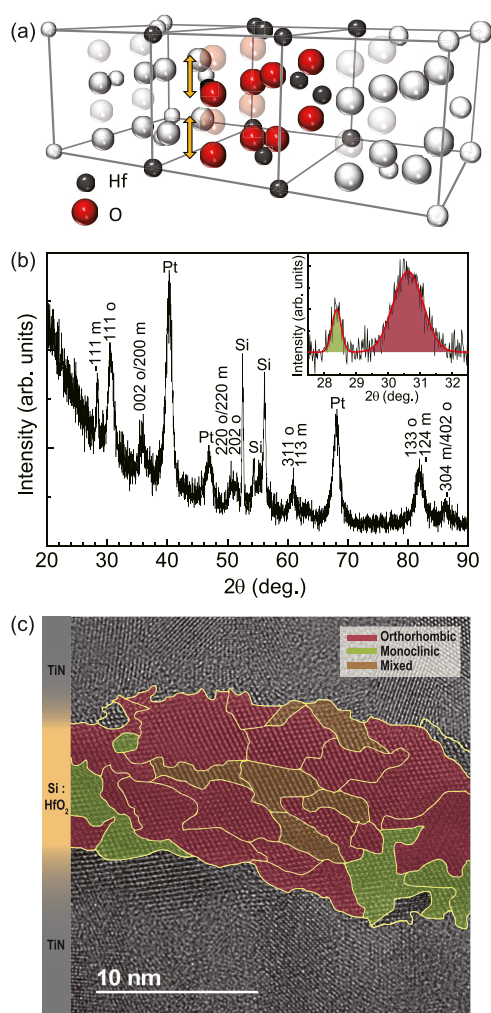 (a)
Hf
O
(b)
Intensity (arb. units)
111 m
111 o
002 o/200 m
Pt
Pt
220 o/220 m
202 o
Si
Si
Si
311 o
113 m
Pt
133 o
-124 m
-304 m/402 o
20 30 40 50 60 70 80 90
2θ (deg.)
Intensity (arb. units)
28 29 30 31 32
2θ (deg.)
(c)
Orthorhombic
Monoclinic
Mixed
TiN
Si :
HfO₂
TiN
10 nm